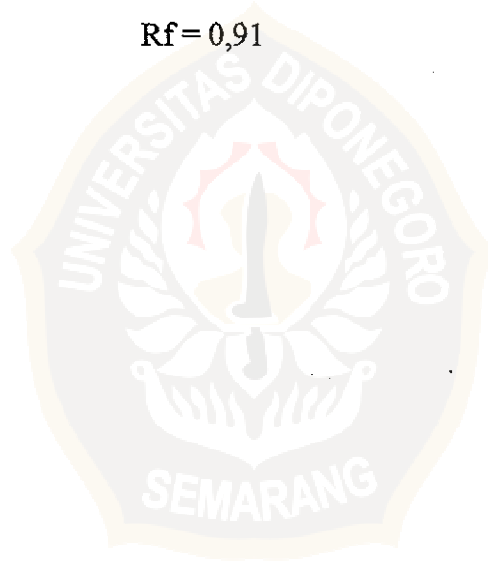 Rf = 0,91
UNIVERSITAS DIPONEGORO
SEMARANG